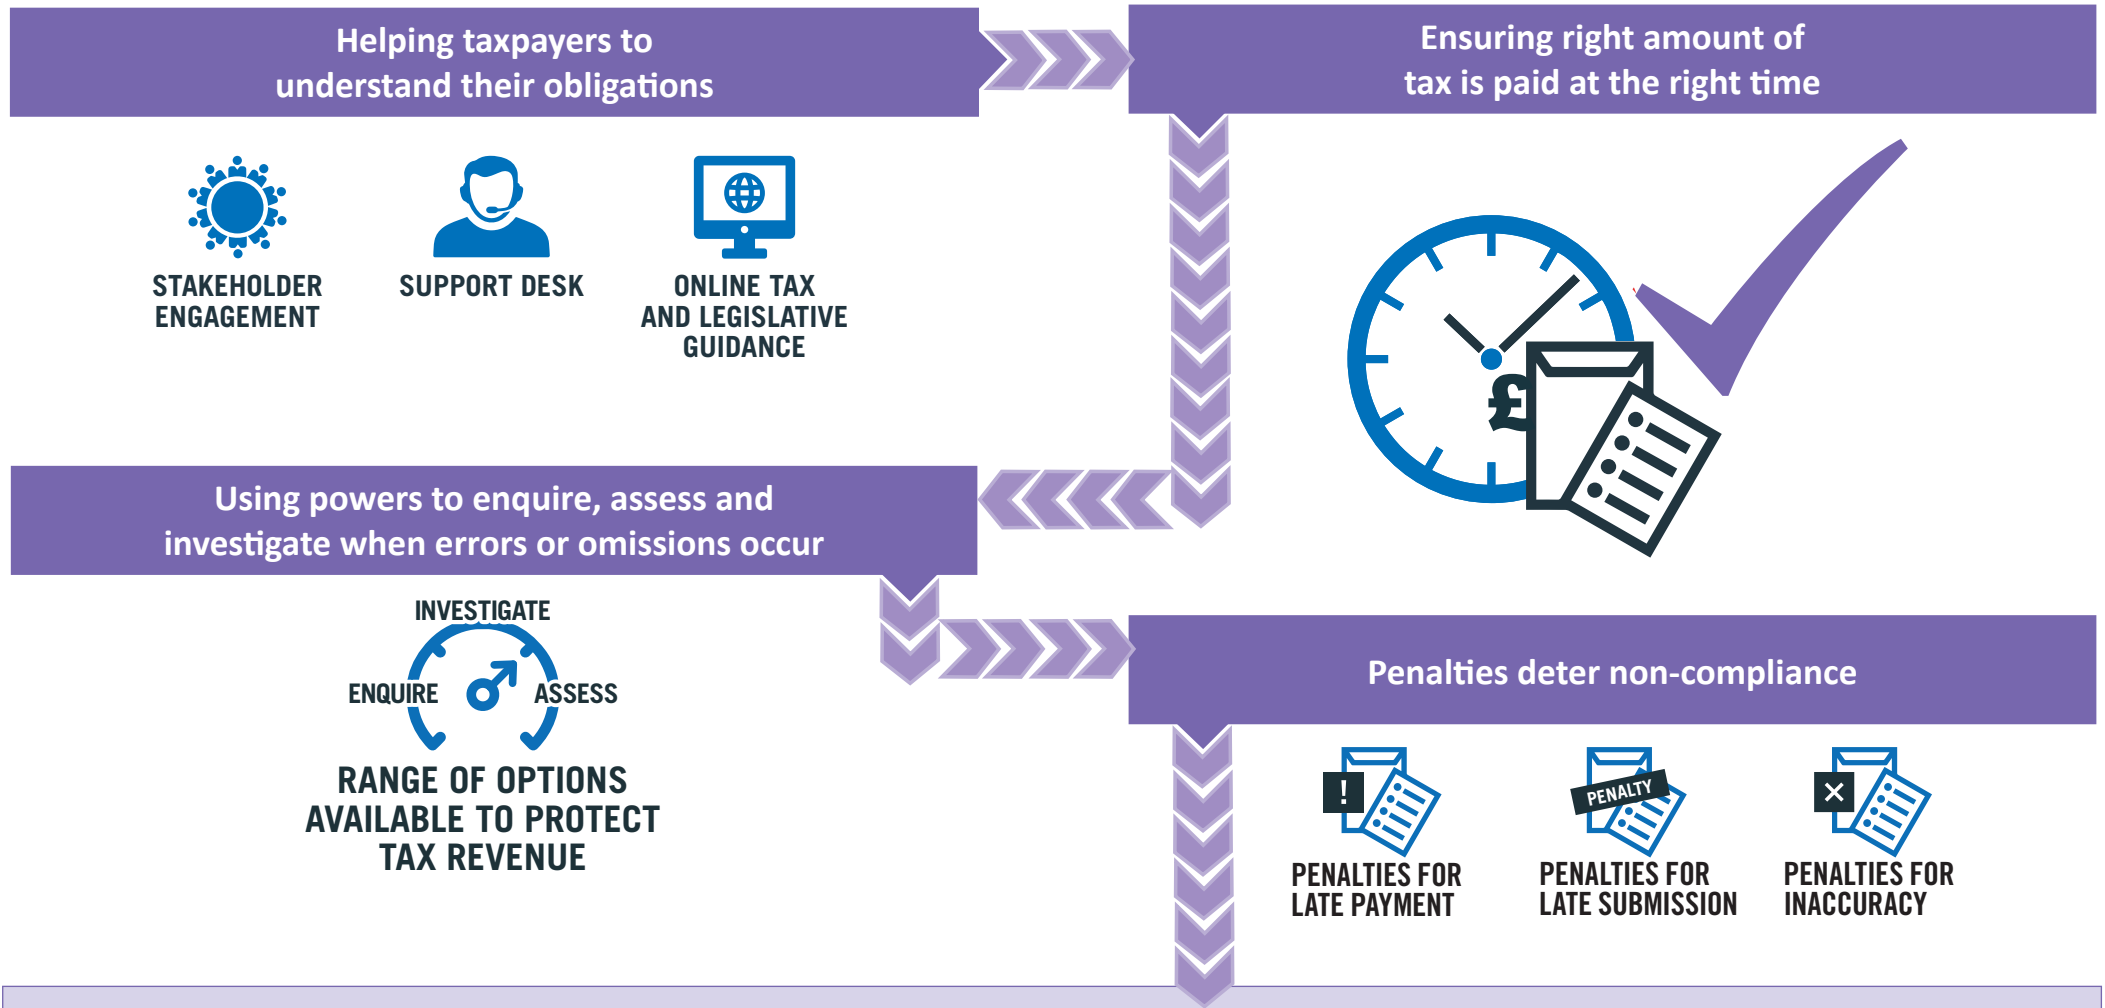 Helping taxpayers to
understand their obligations
Ensuring right amount of
tax is paid at the right time
STAKEHOLDER
ENGAGEMENT
SUPPORT DESK
ONLINE TAX
AND LEGISLATIVE
GUIDANCE
£
Using powers to enquire, assess and
investigate when errors or omissions occur
INVESTIGATE
ENQUIRE
ASSESS
RANGE OF OPTIONS
AVAILABLE TO PROTECT
TAX REVENUE
Penalties deter non-compliance
!
PENALTIES FOR
LATE PAYMENT
PENALTY
PENALTIES FOR
LATE SUBMISSION
PENALTIES FOR
INACCURACY